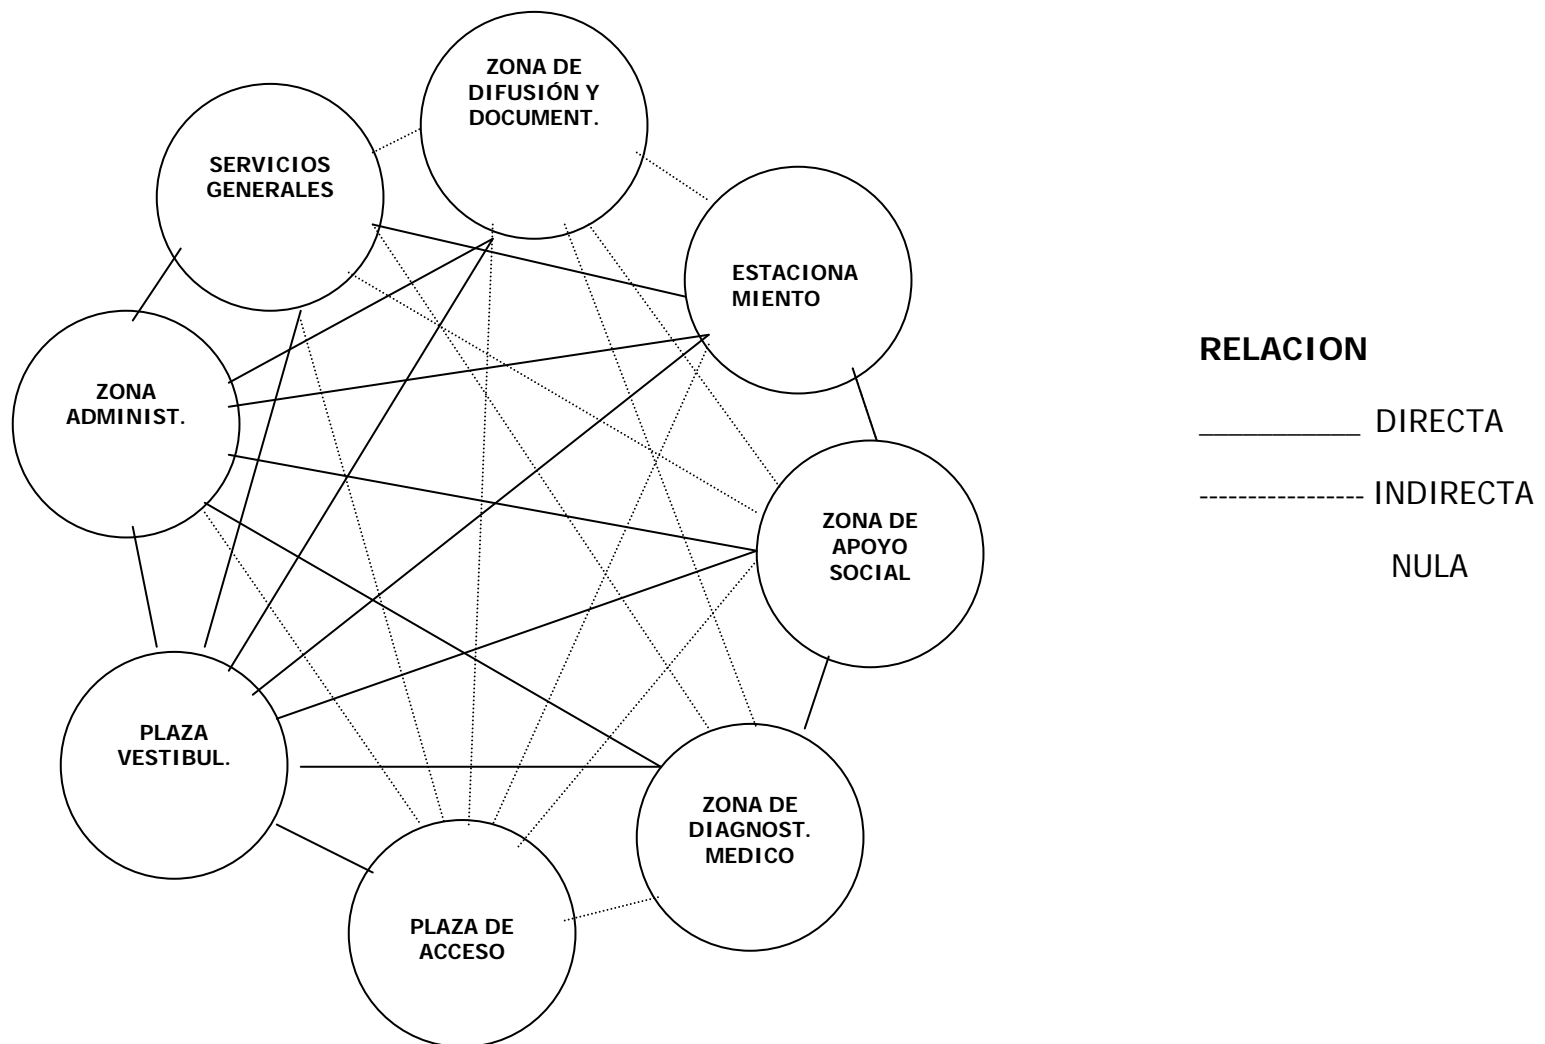 ZONA DE
DIFUSIÓN Y
DOCUMENT.
SERVICIOS
GENERALES
ESTACIONA
MIENTO
ZONA
ADMINIST.
ZONA DE
APOYO
SOCIAL
PLAZA
VESTIBUL.
ZONA DE
DIAGNOST.
MEDICO
PLAZA DE
ACCESO
RELACION
___________ DIRECTA
----------------- INDIRECTA
NULA